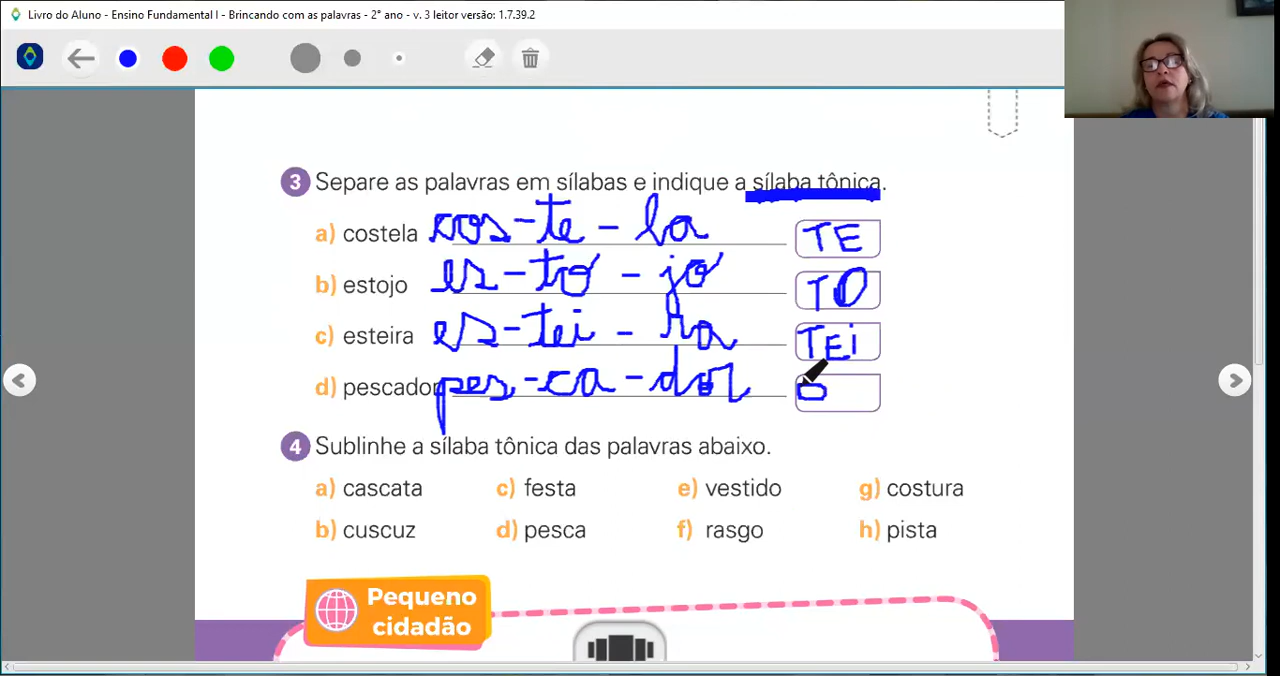 Livro do Aluno - Ensino Fundamental I - Brincando com as palavras - 2° ano - v. 3 leitor versão: 1.7.39.2
3 Separe as palavras em sílabas e indique a sílaba tônica.
a) costela cos-te-la TE
b) estojo es-to-jo TO
c) esteira es-tei-ra TEi
d) pescador pes-ca-dor
4 Sublinhe a sílaba tônica das palavras abaixo.
a) cascata c) festa e) vestido g) costura
b) cuscuz d) pesca f) rasgo h) pista
Pequeno
cidadão